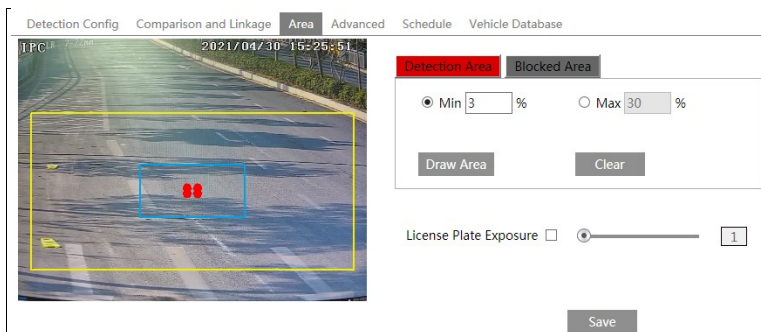 Detection Config Comparison and Linkage Area Advanced Schedule Vehicle Database
IPC 2021/04/30 15:25:51
Detection Area Blocked Area
Min 3 % Max 30 %
Draw Area Clear
License Plate Exposure 1
Save